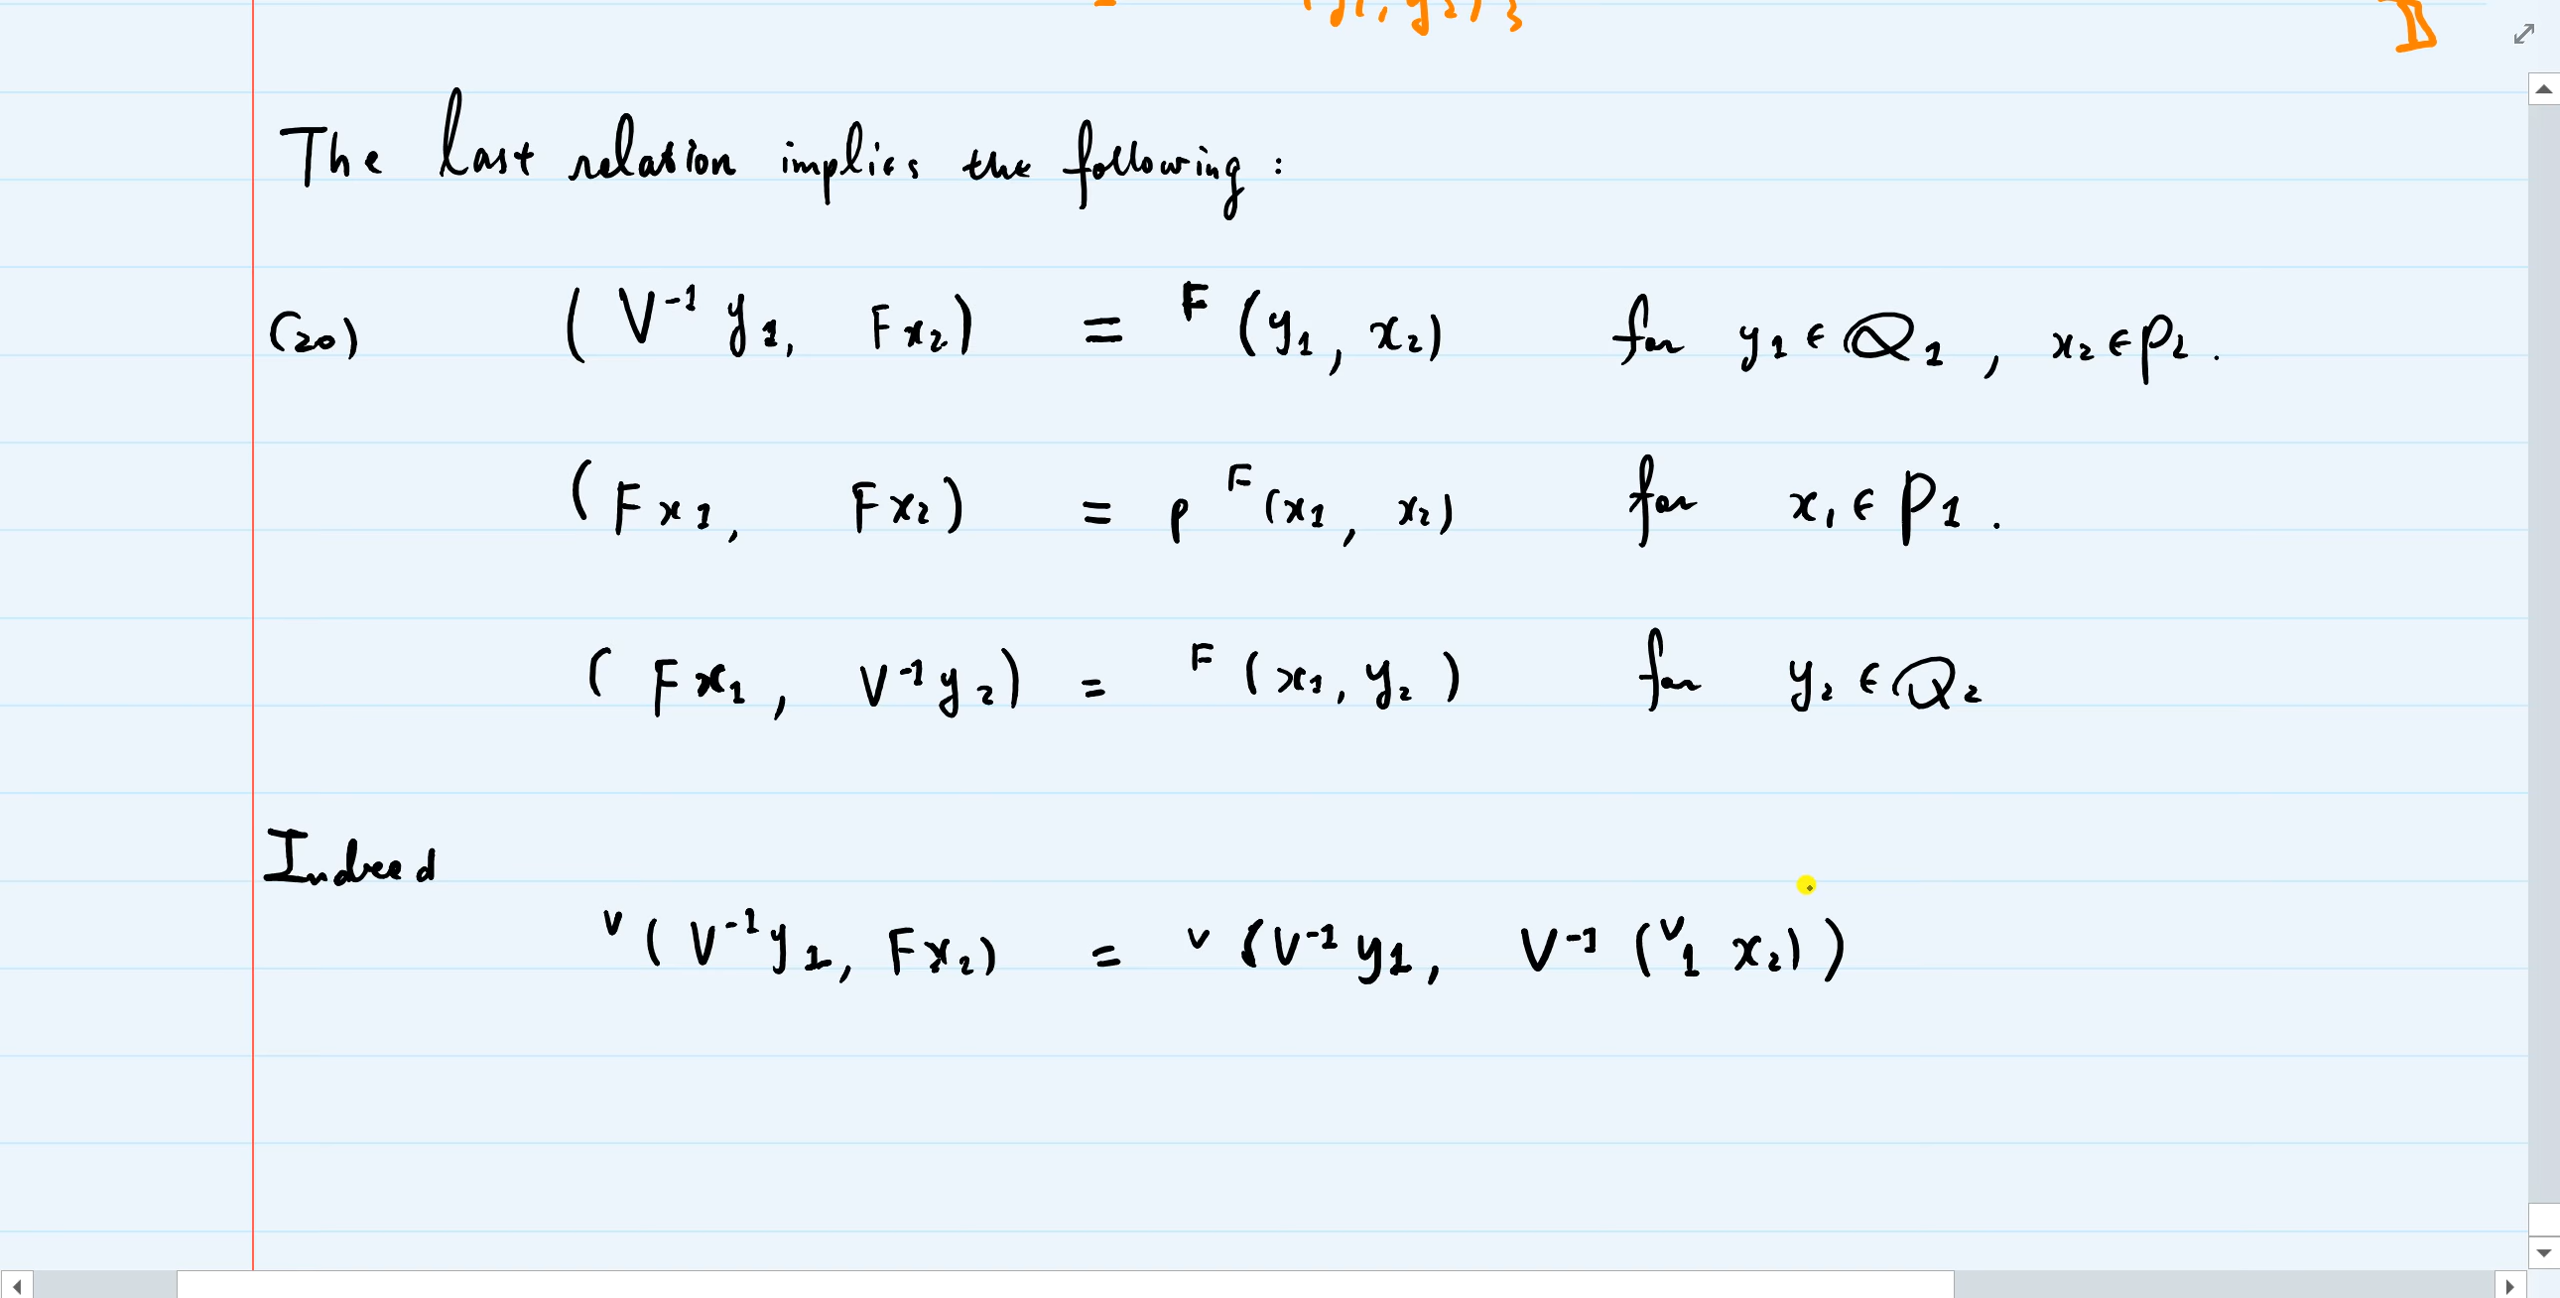 The last relation implies the following :
(20) ( V⁻¹ y₁, F x₂ ) = ᶠ( y₁ , x₂ ) for y₁ ∈ Q₁ , x₂ ∈ P₂ .
( F x₁, F x₂ ) = p ᶠ( x₁ , x₂ ) for x₁ ∈ P₁ .
( F x₁ , V⁻¹ y₂ ) = ᶠ( x₁, y₂ ) for y₂ ∈ Q₂
Indeed
ⱽ( V⁻¹ y₁, F x₂ ) = ⱽ( V⁻¹ y₁, V⁻¹ ( ⱽ1 x₂ ) )